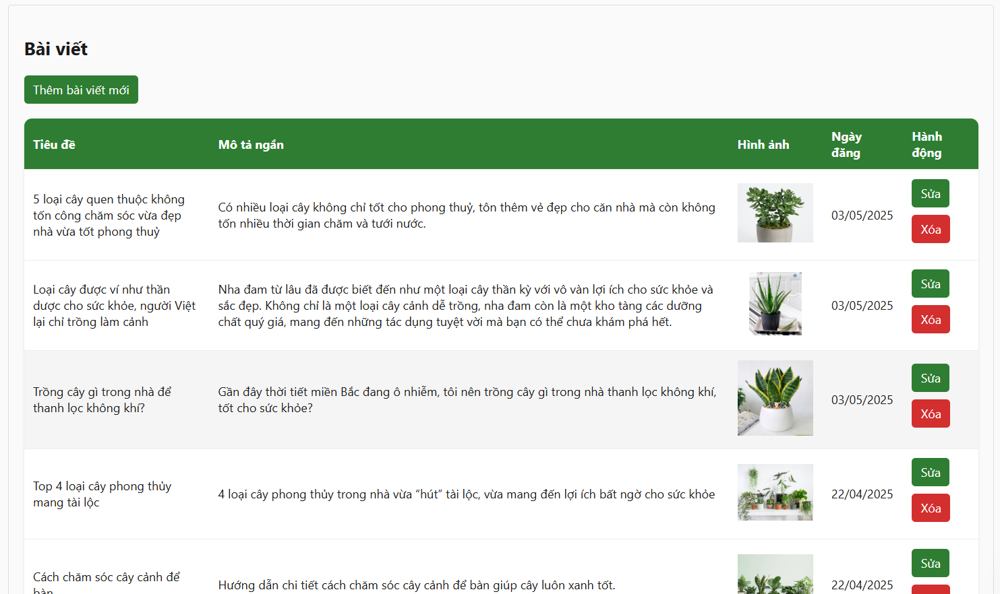 Bài viết
Thêm bài viết mới
Tiêu đề
Mô tả ngắn
Hình ảnh
Ngày
đăng
Hành
động
5 loại cây quen thuộc không
tốn công chăm sóc vừa đẹp
nhà vừa tốt phong thuỷ
Có nhiều loại cây không chỉ tốt cho phong thuỷ, tôn thêm vẻ đẹp cho căn nhà mà còn không
tốn nhiều thời gian chăm và tưới nước.
03/05/2025
Sửa
Xóa
Loại cây được ví như thần
dược cho sức khỏe, người Việt
lại chỉ trồng làm cảnh
Nha đam từ lâu đã được biết đến như một loại cây thần kỳ với vô vàn lợi ích cho sức khỏe và
sắc đẹp. Không chỉ là một loại cây cảnh dễ trồng, nha đam còn là một kho tàng các dưỡng
chất quý giá, mang đến những tác dụng tuyệt vời mà bạn có thể chưa khám phá hết.
03/05/2025
Sửa
Xóa
Trồng cây gì trong nhà để
thanh lọc không khí?
Gần đây thời tiết miền Bắc đang ô nhiễm, tôi nên trồng cây gì trong nhà thanh lọc không khí,
tốt cho sức khỏe?
03/05/2025
Sửa
Xóa
Top 4 loại cây phong thủy
mang tài lộc
4 loại cây phong thủy trong nhà vừa “hút” tài lộc, vừa mang đến lợi ích bất ngờ cho sức khỏe
22/04/2025
Sửa
Xóa
Cách chăm sóc cây cảnh để
bàn
Hướng dẫn chi tiết cách chăm sóc cây cảnh để bàn giúp cây luôn xanh tốt.
22/04/2025
Sửa